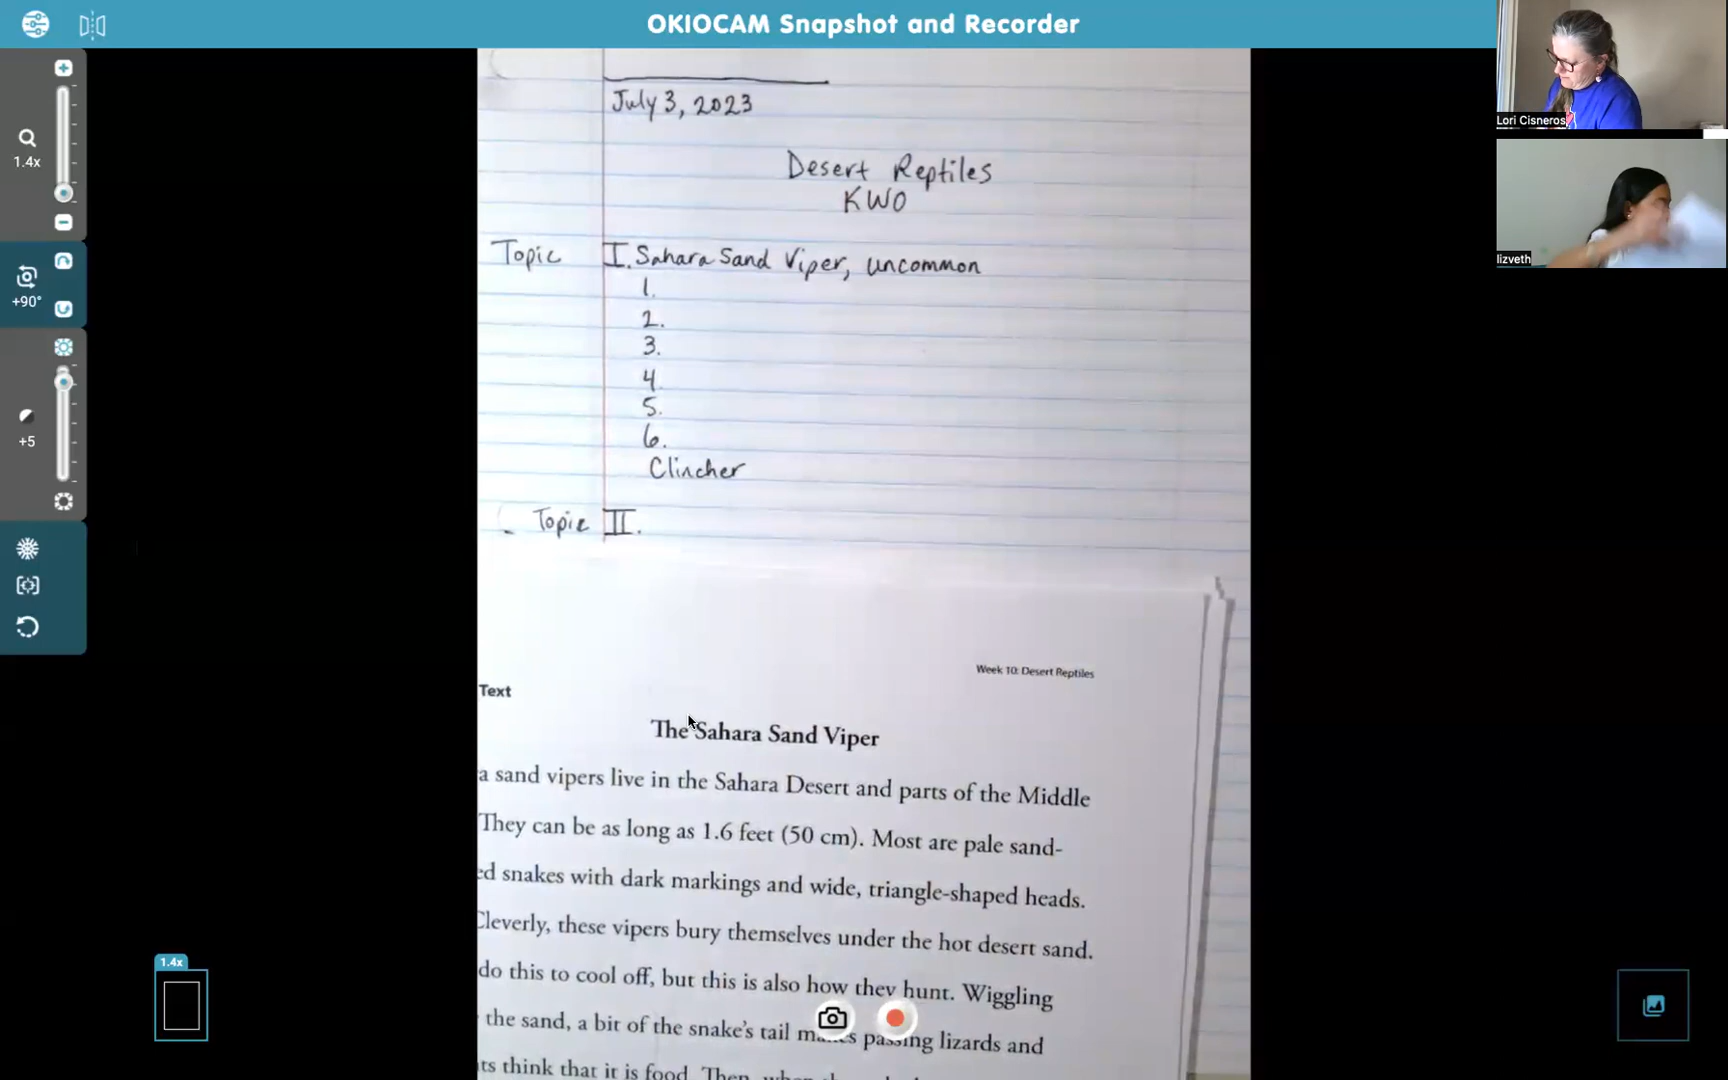 OKIOCAM Snapshot and Recorder
1.4x
+90°
+5
July 3, 2023
Desert Reptiles
KWO
Topic I. Sahara Sand Viper, uncommon
1.
2.
3.
4
5.
6.
Clincher
Topic II.
Week 10: Desert Reptiles
Text
The Sahara Sand Viper
a sand vipers live in the Sahara Desert and parts of the Middle
They can be as long as 1.6 feet (50 cm). Most are pale sand-
ed snakes with dark markings and wide, triangle-shaped heads.
Cleverly, these vipers bury themselves under the hot desert sand.
do this to cool off, but this is also how they hunt. Wiggling
the sand, a bit of the snake's tail makes passing lizards and
ts think that it is food. Then,
1.4x
Lori Cisneros
lizveth